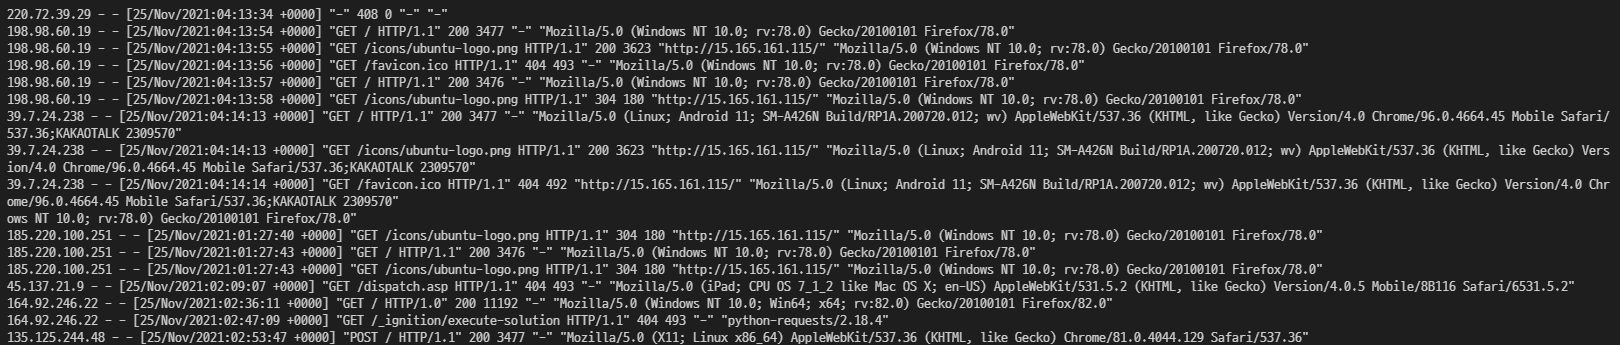 220.72.39.29 - - [25/Nov/2021:04:13:34 +0000] "-" 408 0 "-" "-"
198.98.60.19 - - [25/Nov/2021:04:13:54 +0000] "GET / HTTP/1.1" 200 3477 "-" "Mozilla/5.0 (Windows NT 10.0; rv:78.0) Gecko/20100101 Firefox/78.0"
198.98.60.19 - - [25/Nov/2021:04:13:55 +0000] "GET /icons/ubuntu-logo.png HTTP/1.1" 200 3623 "http://15.165.161.115/" "Mozilla/5.0 (Windows NT 10.0; rv:78.0) Gecko/20100101 Firefox/78.0"
198.98.60.19 - - [25/Nov/2021:04:13:56 +0000] "GET /favicon.ico HTTP/1.1" 404 493 "-" "Mozilla/5.0 (Windows NT 10.0; rv:78.0) Gecko/20100101 Firefox/78.0"
198.98.60.19 - - [25/Nov/2021:04:13:57 +0000] "GET / HTTP/1.1" 200 3476 "-" "Mozilla/5.0 (Windows NT 10.0; rv:78.0) Gecko/20100101 Firefox/78.0"
198.98.60.19 - - [25/Nov/2021:04:13:58 +0000] "GET /icons/ubuntu-logo.png HTTP/1.1" 304 180 "http://15.165.161.115/" "Mozilla/5.0 (Windows NT 10.0; rv:78.0) Gecko/20100101 Firefox/78.0"
39.7.24.238 - - [25/Nov/2021:04:14:13 +0000] "GET / HTTP/1.1" 200 3477 "-" "Mozilla/5.0 (Linux; Android 11; SM-A426N Build/RP1A.200720.012; wv) AppleWebKit/537.36 (KHTML, like Gecko) Version/4.0 Chrome/96.0.4664.45 Mobile Safari/
537.36;KAKAOTALK 2309570"
39.7.24.238 - - [25/Nov/2021:04:14:13 +0000] "GET /icons/ubuntu-logo.png HTTP/1.1" 200 3623 "http://15.165.161.115/" "Mozilla/5.0 (Linux; Android 11; SM-A426N Build/RP1A.200720.012; wv) AppleWebKit/537.36 (KHTML, like Gecko) Vers
ion/4.0 Chrome/96.0.4664.45 Mobile Safari/537.36;KAKAOTALK 2309570"
39.7.24.238 - - [25/Nov/2021:04:14:14 +0000] "GET /favicon.ico HTTP/1.1" 404 492 "http://15.165.161.115/" "Mozilla/5.0 (Linux; Android 11; SM-A426N Build/RP1A.200720.012; wv) AppleWebKit/537.36 (KHTML, like Gecko) Version/4.0 Chr
ome/96.0.4664.45 Mobile Safari/537.36;KAKAOTALK 2309570"
ows NT 10.0; rv:78.0) Gecko/20100101 Firefox/78.0"
185.220.100.251 - - [25/Nov/2021:01:27:40 +0000] "GET /icons/ubuntu-logo.png HTTP/1.1" 304 180 "http://15.165.161.115/" "Mozilla/5.0 (Windows NT 10.0; rv:78.0) Gecko/20100101 Firefox/78.0"
185.220.100.251 - - [25/Nov/2021:01:27:43 +0000] "GET / HTTP/1.1" 200 3476 "-" "Mozilla/5.0 (Windows NT 10.0; rv:78.0) Gecko/20100101 Firefox/78.0"
185.220.100.251 - - [25/Nov/2021:01:27:43 +0000] "GET /icons/ubuntu-logo.png HTTP/1.1" 304 180 "http://15.165.161.115/" "Mozilla/5.0 (Windows NT 10.0; rv:78.0) Gecko/20100101 Firefox/78.0"
45.137.21.9 - - [25/Nov/2021:02:09:07 +0000] "GET /dispatch.asp HTTP/1.1" 404 493 "-" "Mozilla/5.0 (iPad; CPU OS 7_1_2 like Mac OS X; en-US) AppleWebKit/531.5.2 (KHTML, like Gecko) Version/4.0.5 Mobile/8B116 Safari/6531.5.2"
164.92.246.22 - - [25/Nov/2021:02:36:11 +0000] "GET / HTTP/1.0" 200 11192 "-" "Mozilla/5.0 (Windows NT 10.0; Win64; x64; rv:82.0) Gecko/20100101 Firefox/82.0"
164.92.246.22 - - [25/Nov/2021:02:47:09 +0000] "GET /_ignition/execute-solution HTTP/1.1" 404 493 "-" "python-requests/2.18.4"
135.125.244.48 - - [25/Nov/2021:02:53:47 +0000] "POST / HTTP/1.1" 200 3477 "-" "Mozilla/5.0 (X11; Linux x86_64) AppleWebKit/537.36 (KHTML, like Gecko) Chrome/81.0.4044.129 Safari/537.36"